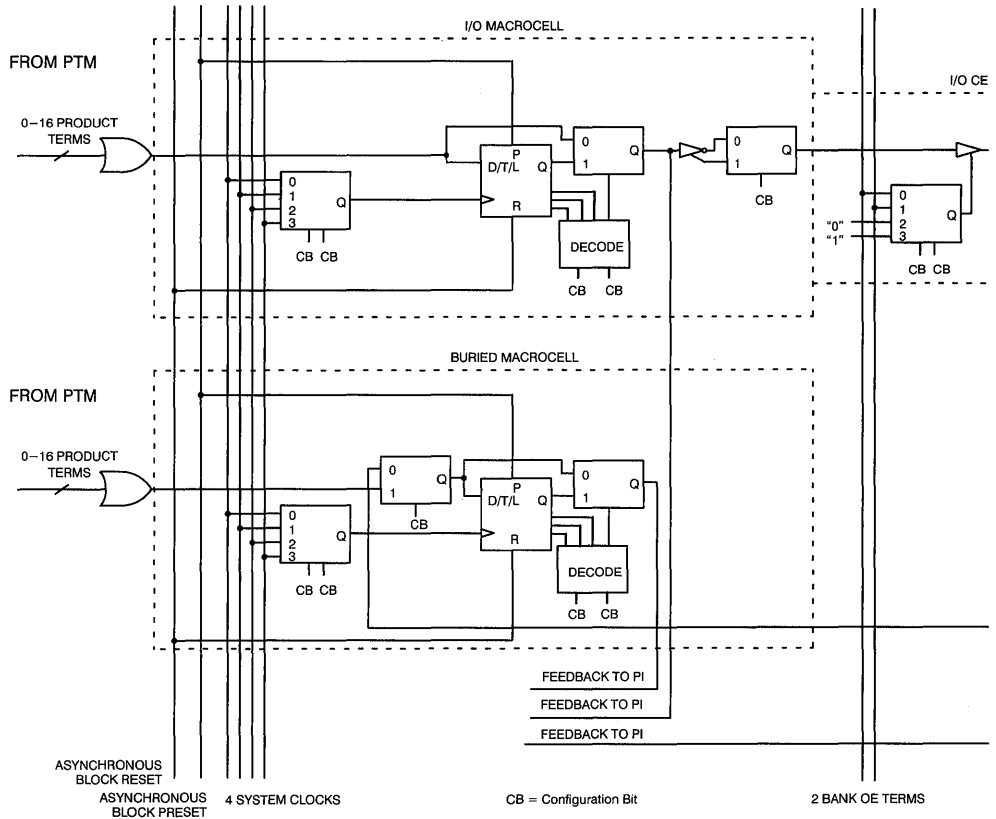 I/O MACROCELL
FROM PTM
I/O CE
0–16 PRODUCT
TERMS
0
1
Q
0
1
Q
P
D/T/L
Q
R
0
1
2
3
Q
CB
CB CB
DECODE
CB CB
0
1
2
3
Q
"0"
"1"
CB CB
BURIED MACROCELL
FROM PTM
0–16 PRODUCT
TERMS
0
1
Q
CB
P
D/T/L
Q
R
0
1
Q
0
1
2
3
Q
CB CB
DECODE
CB CB
FEEDBACK TO PI
FEEDBACK TO PI
FEEDBACK TO PI
ASYNCHRONOUS
BLOCK RESET
ASYNCHRONOUS
BLOCK PRESET
4 SYSTEM CLOCKS
CB = Configuration Bit
2 BANK OE TERMS